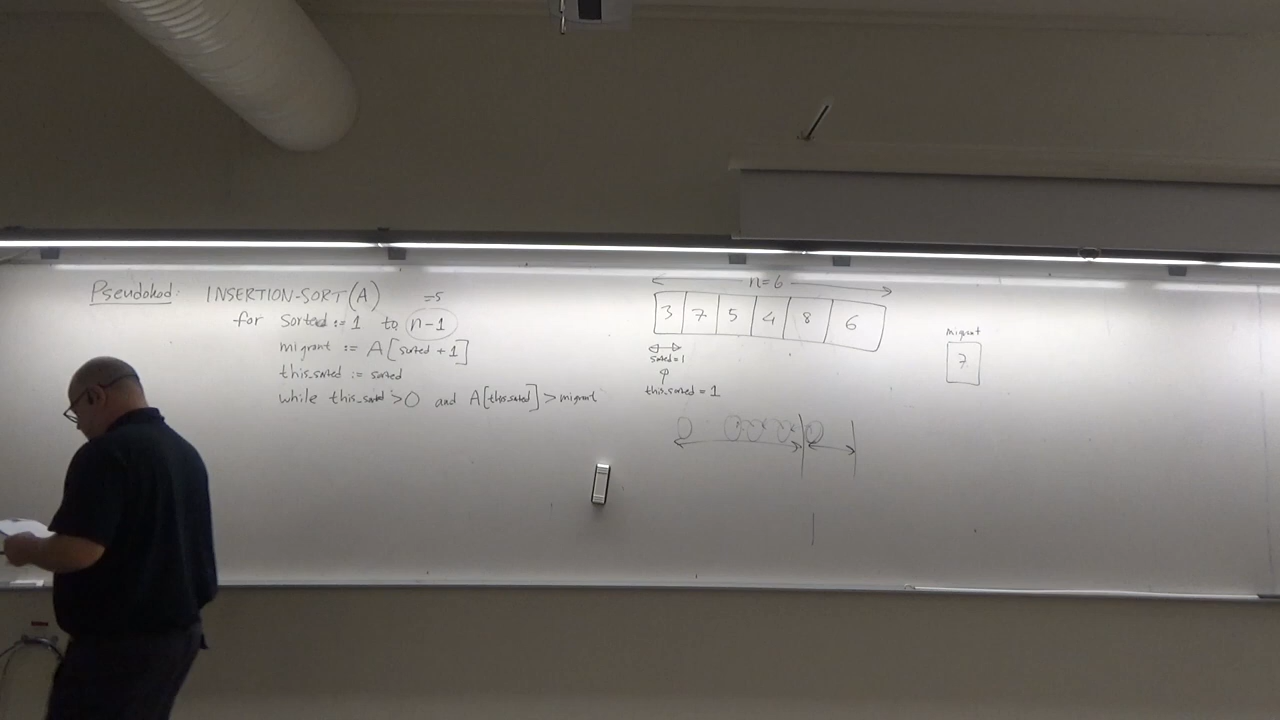 Pseudokod: INSERTION-SORT(A)
=5
for sorted := 1 to n-1
migrant := A[sorted + 1]
this_sorted := sorted
while this_sorted > 0 and A[this_sorted] > migrant
n=6
3 7 5 4 8 6
sorted = 1
this_sorted = 1
migrant
7